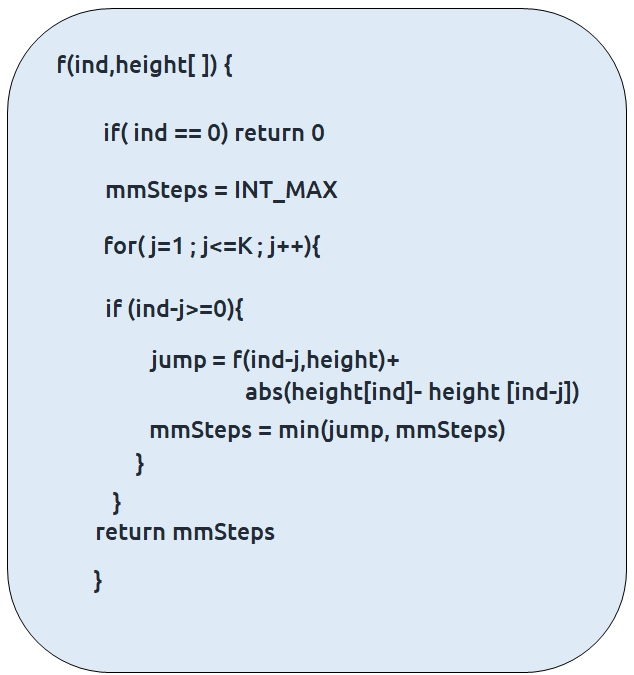 f(ind,height[ ]) {
if( ind == 0) return 0
mmSteps = INT_MAX
for( j=1 ; j<=K ; j++){
if (ind-j>=0){
jump = f(ind-j,height)+
abs(height[ind]- height [ind-j])
mmSteps = min(jump, mmSteps)
}
}
return mmSteps
}